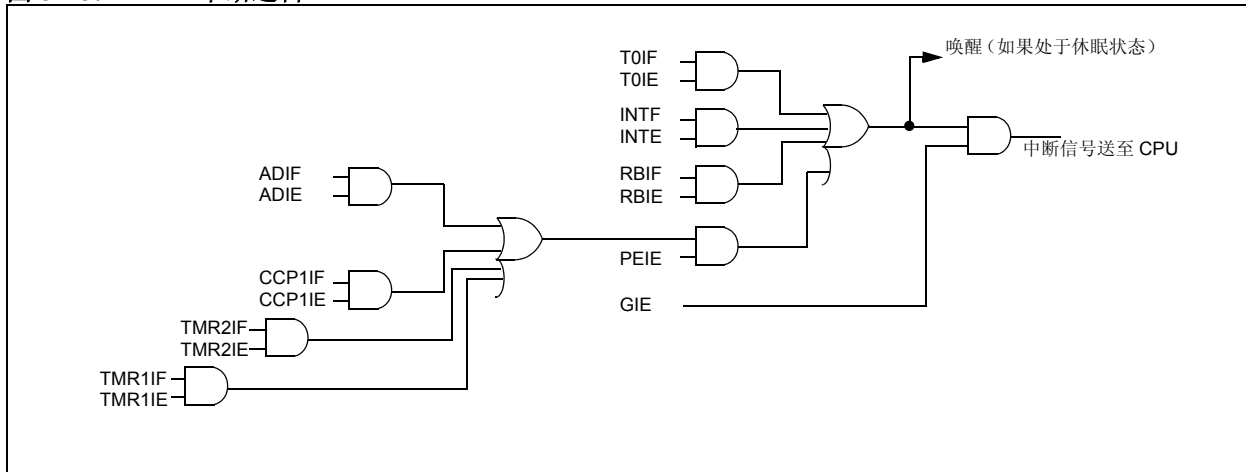 唤醒（如果处于休眠状态）
T0IF
T0IE
INTF
INTE
中断信号送至 CPU
RBIF
RBIE
ADIF
ADIE
PEIE
CCP1IF
CCP1IE
GIE
TMR2IF
TMR2IE
TMR1IF
TMR1IE